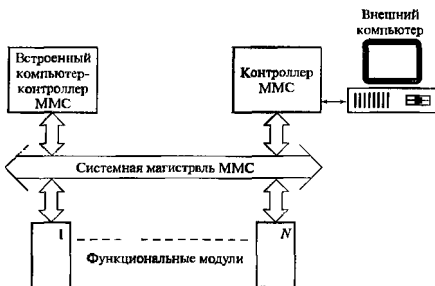 Внешний
компьютер
Встроенный
компьютер-
контроллер
ММС
Контроллер
ММС
Системная магистраль ММС
1
N
Функциональные модули